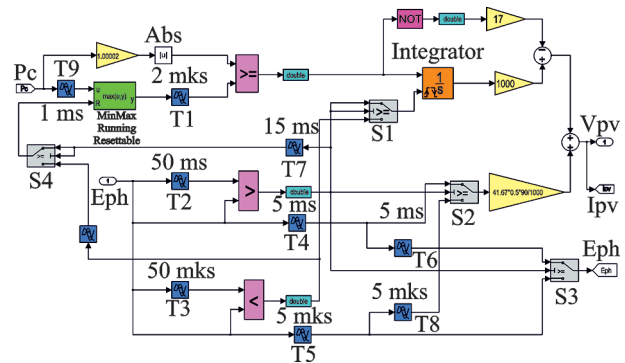 NOT
double
17
Abs
1.00002
|u|
Integrator
Pc
T9
2 mks
>=
double
1
s
1000
Pc
u
R
max(u,y)
y
T1
1 ms
MinMax
Running
Resettable
>=
S1
15 ms
Vpv
1
S4
T7
50 ms
1
Eph
T2
>
double
5 ms
5 ms
>=
S2
41.67*0.5*90/1000
Ipv
Ipv
T4
T6
Eph
Eph
50 mks
T3
<
double
5 mks
S3
5 mks
T8
T5